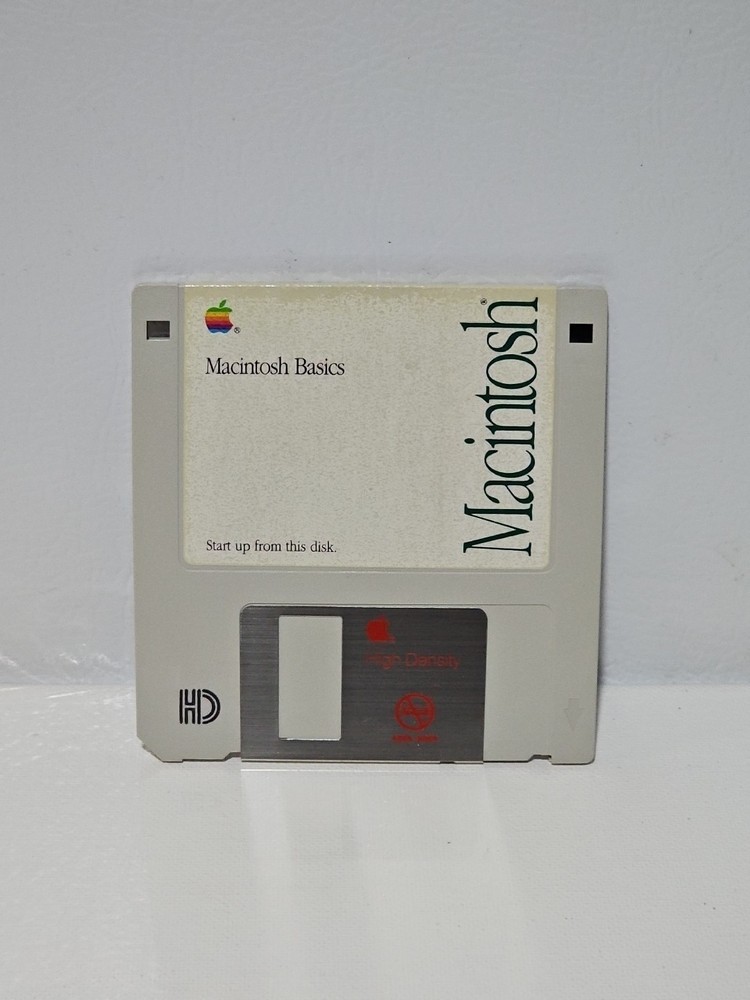 Macintosh Basics
Macintosh®
Start up from this disk.
High Density
HD